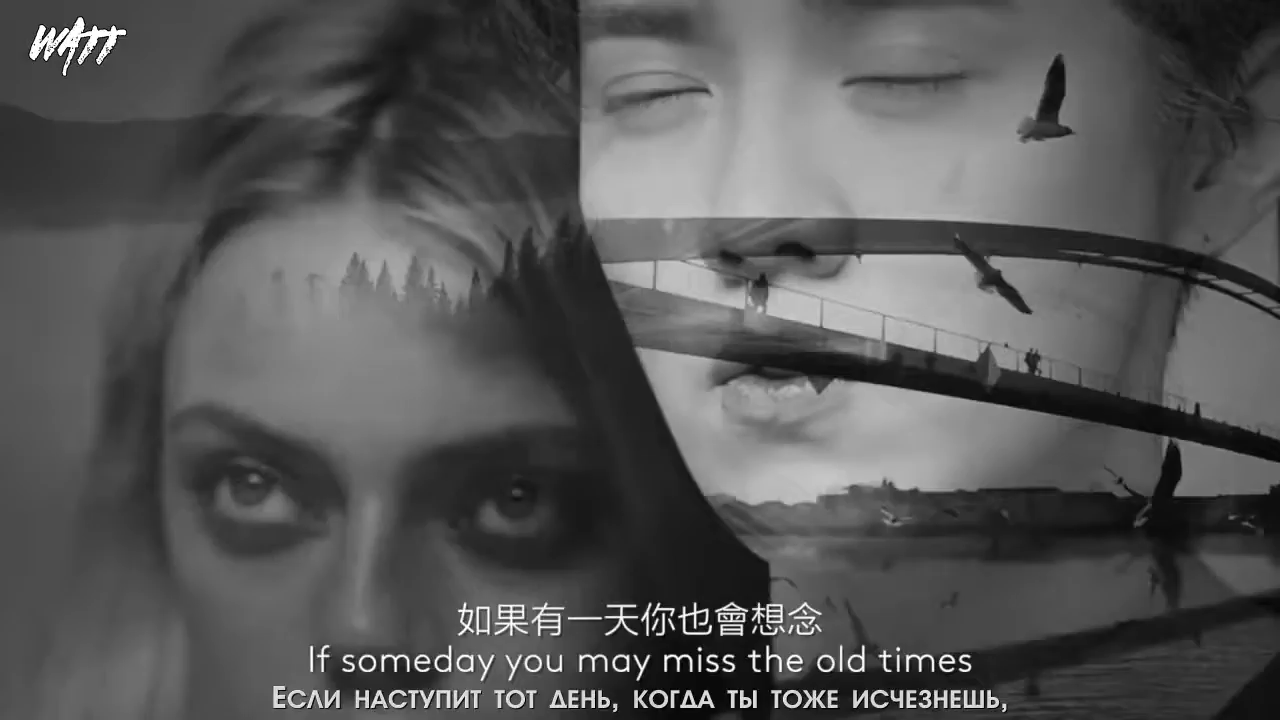 WATT
如果有一天你也會想念
If someday you may miss the old times
Если наступит тот день, когда ты тоже исчезнешь,